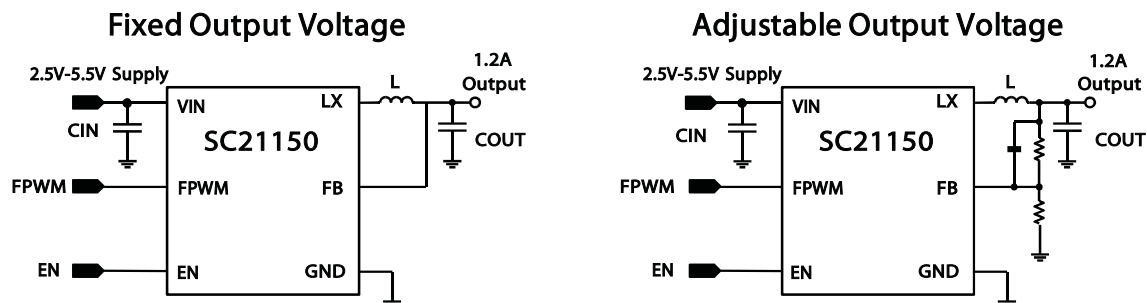 Fixed Output Voltage
2.5V-5.5V Supply
1.2A
Output
L
VIN
LX
CIN
COUT
SC21150
FPWM
FPWM
FB
EN
EN
GND
Adjustable Output Voltage
2.5V-5.5V Supply
1.2A
Output
L
VIN
LX
CIN
COUT
SC21150
FPWM
FPWM
FB
EN
EN
GND